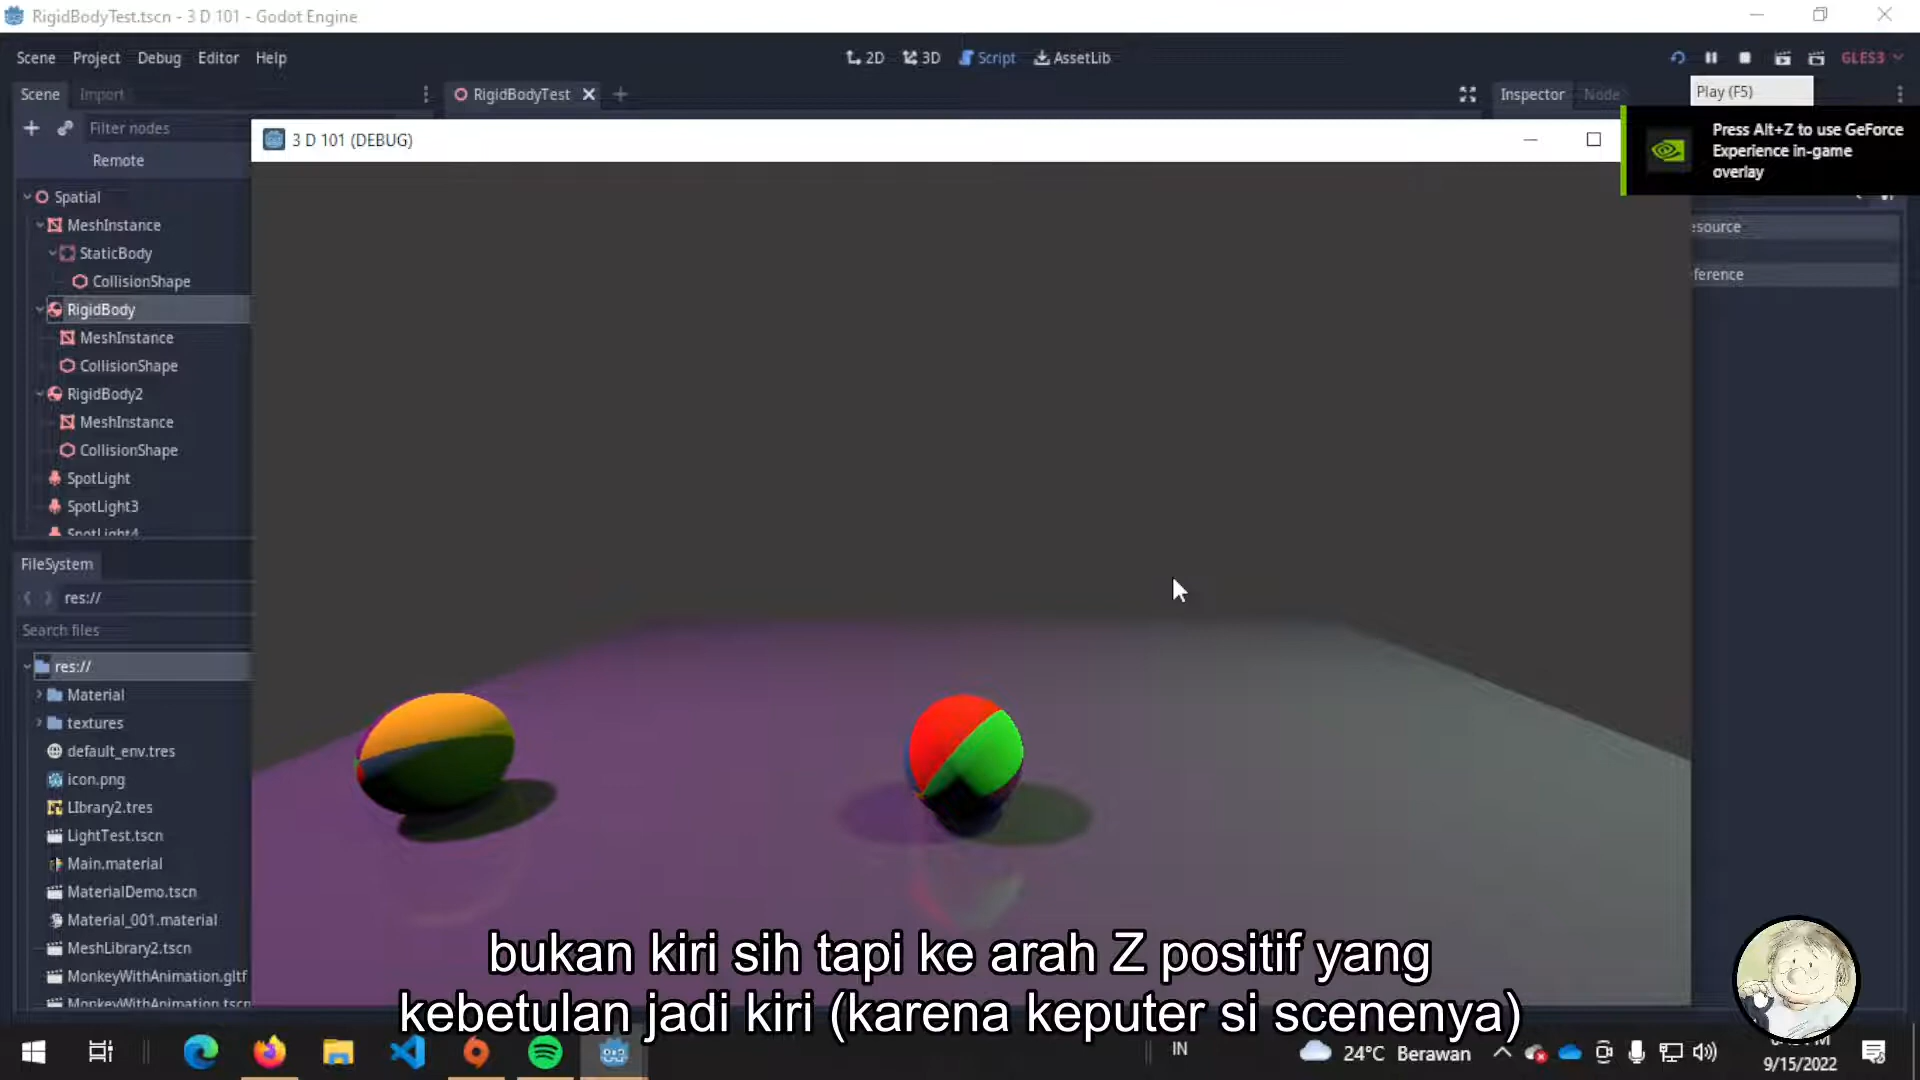 RigidBodyTest.tscn - 3 D 101 - Godot Engine
Scene Project Debug Editor Help
2D 3D Script AssetLib
GLES3
Scene Import
RigidBodyTest
Inspector Node
Play (F5)
Filter nodes
Remote
3 D 101 (DEBUG)
Press Alt+Z to use GeForce
Experience in-game
overlay
Spatial
MeshInstance
StaticBody
CollisionShape
RigidBody
MeshInstance
CollisionShape
RigidBody2
MeshInstance
CollisionShape
SpotLight
SpotLight3
SpotLight4
esource
ference
FileSystem
res://
Search files
res://
Material
textures
default_env.tres
icon.png
LIbrary2.tres
LightTest.tscn
Main.material
MaterialDemo.tscn
Material_001.material
MeshLibrary2.tscn
MonkeyWithAnimation.gltf
MonkeyWithAnimation.tscn
bukan kiri sih tapi ke arah Z positif yang
kebetulan jadi kiri (karena keputer si scenenya)
IN
24°C Berawan
9/15/2022